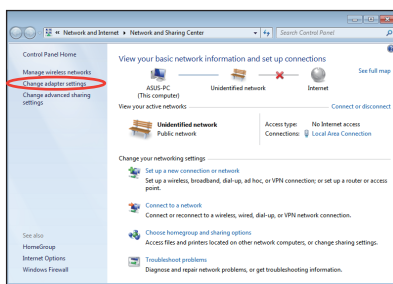 Network and Internet
Network and Sharing Center
Search Control Panel
Control Panel Home
Manage wireless networks
Change adapter settings
Change advanced sharing
settings
See also
HomeGroup
Internet Options
Windows Firewall
View your basic network information and set up connections
See full map
ASUS-PC
(This computer)
Unidentified network
Internet
View your active networks
Connect or disconnect
Unidentified network
Public network
Access type: No Internet access
Connections: Local Area Connection
Change your networking settings
Set up a new connection or network
Set up a wireless, broadband, dial-up, ad hoc, or VPN connection; or set up a router or access
point.
Connect to a network
Connect or reconnect to a wireless, wired, dial-up, or VPN network connection.
Choose homegroup and sharing options
Access files and printers located on other network computers, or change sharing settings.
Troubleshoot problems
Diagnose and repair network problems, or get troubleshooting information.